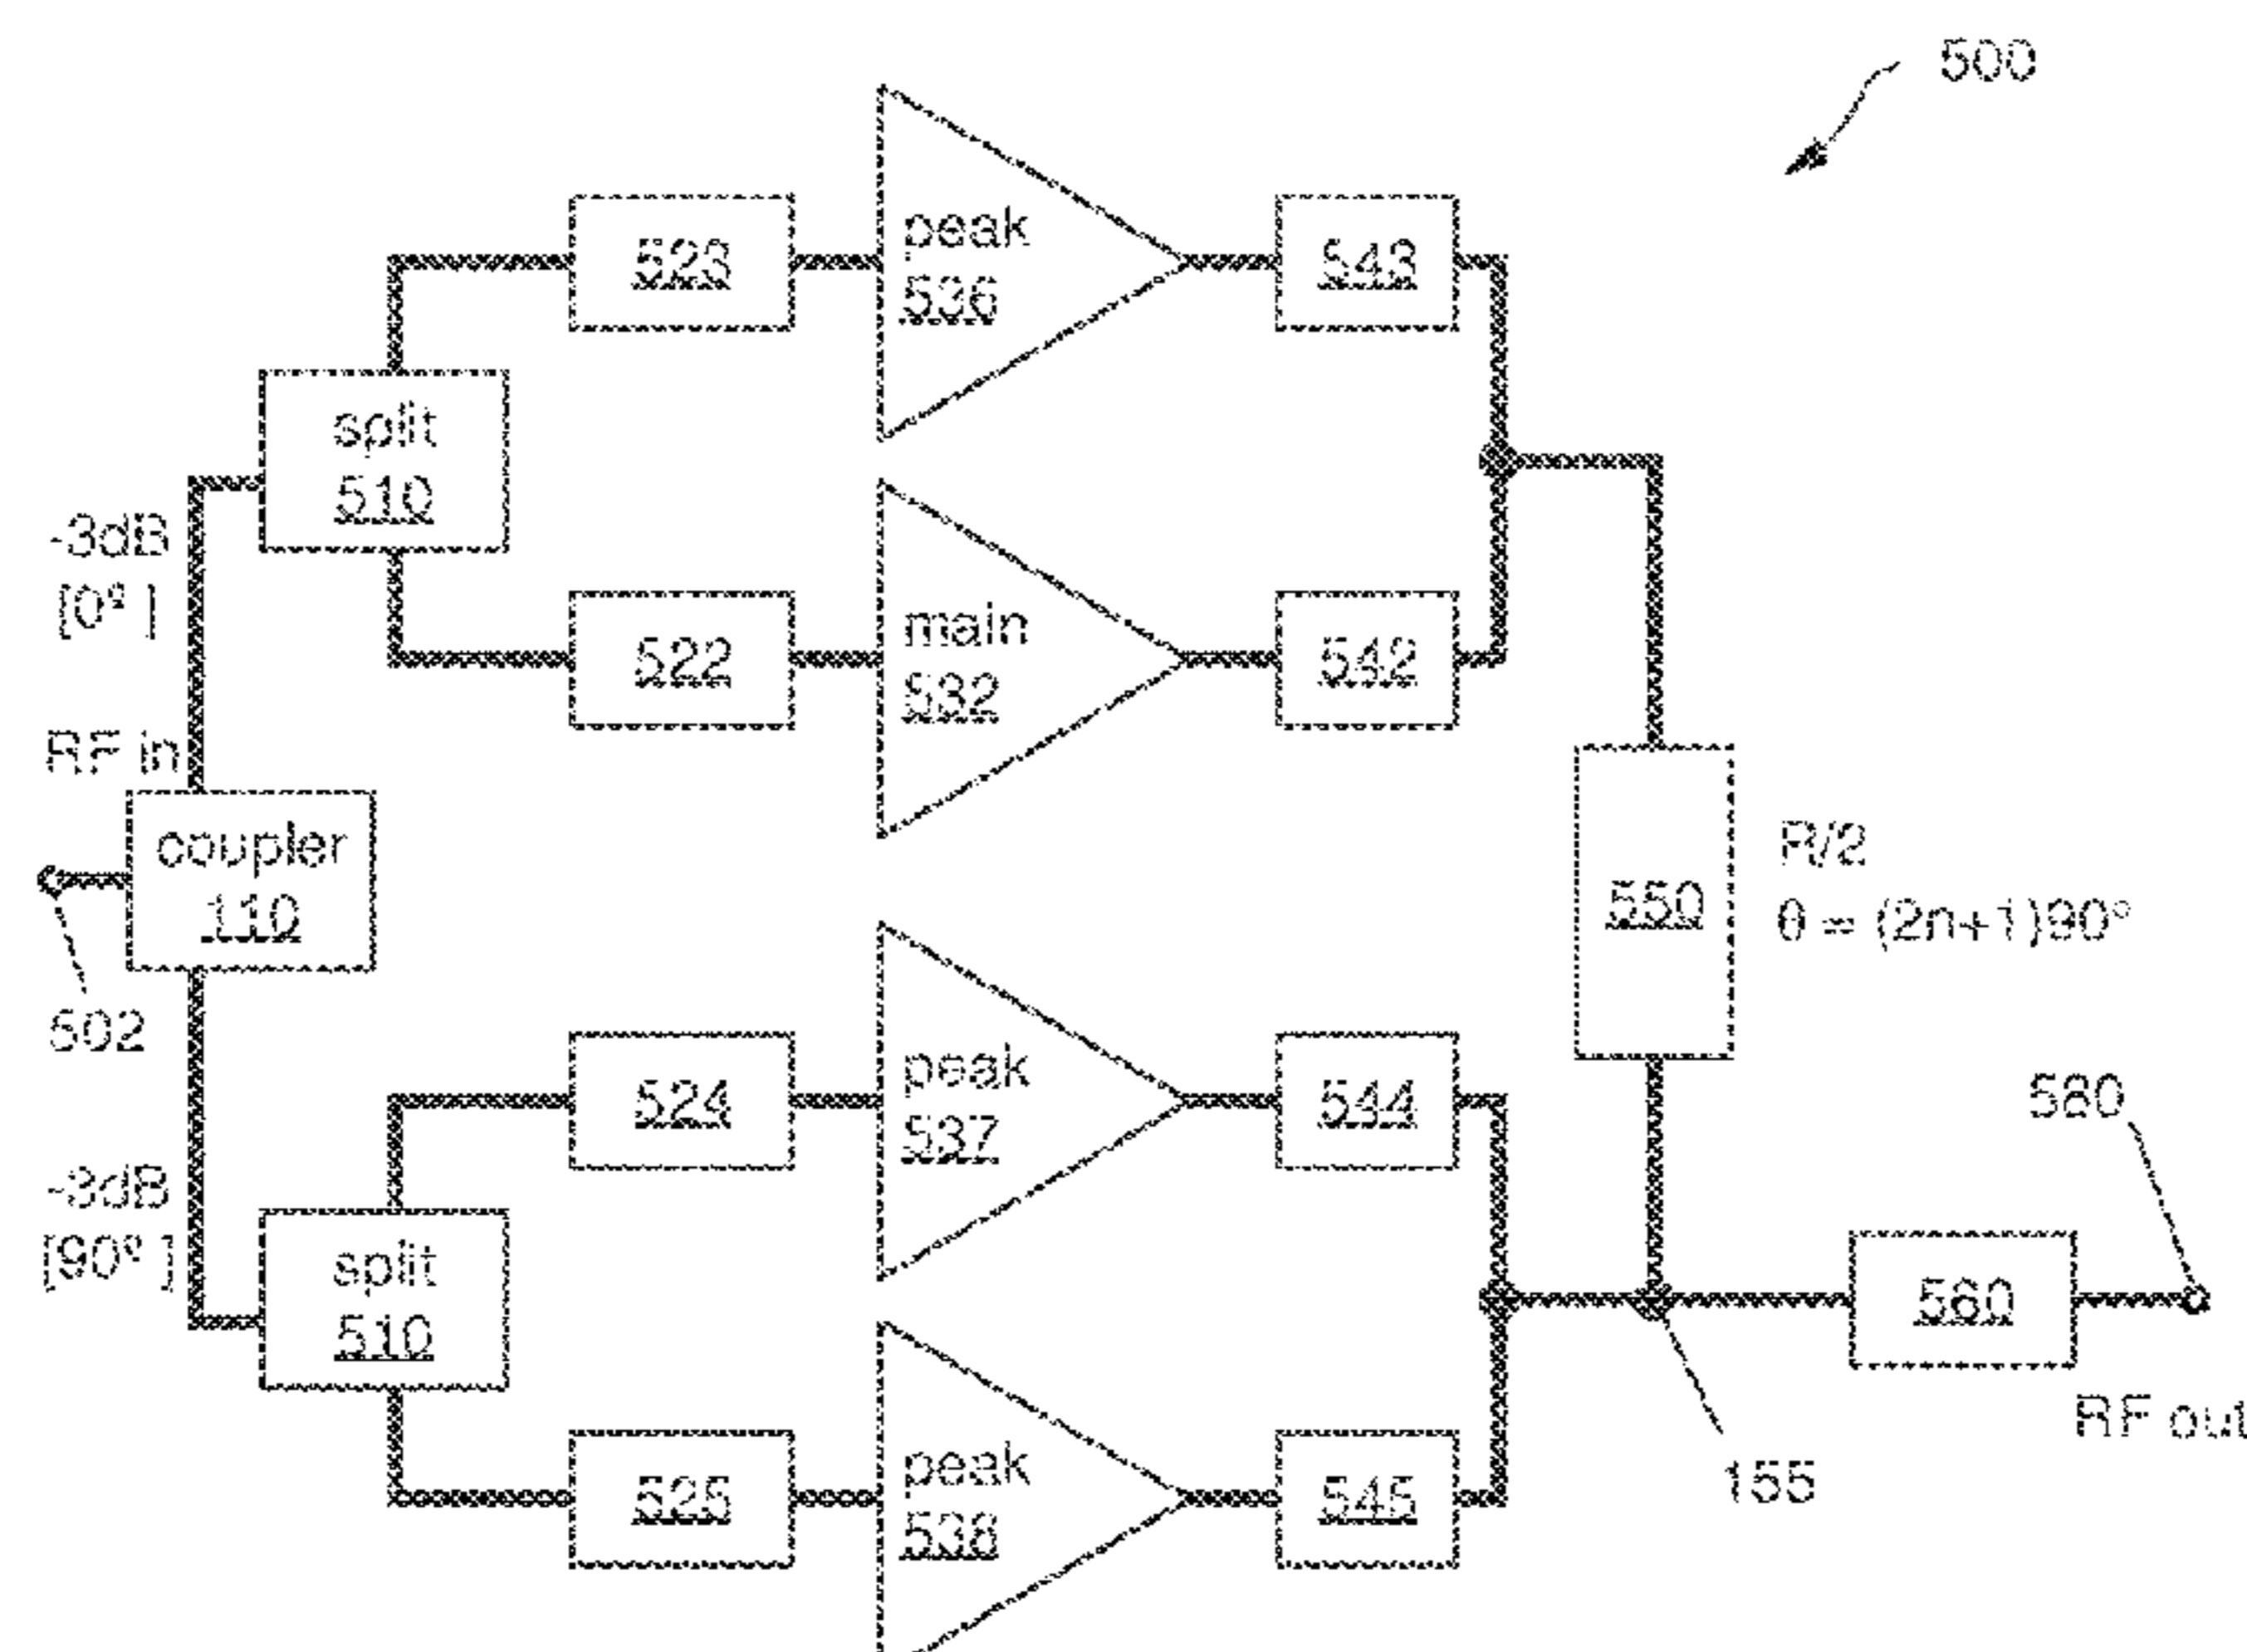 500
peak
536
523
543
split
510
-3dB
[0°]
main
532
522
542
RF in
coupler
110
502
550
R/2
θ = (2n+1)90°
peak
537
524
544
580
-3dB
[90°]
split
510
560
RF out
155
peak
538
525
545